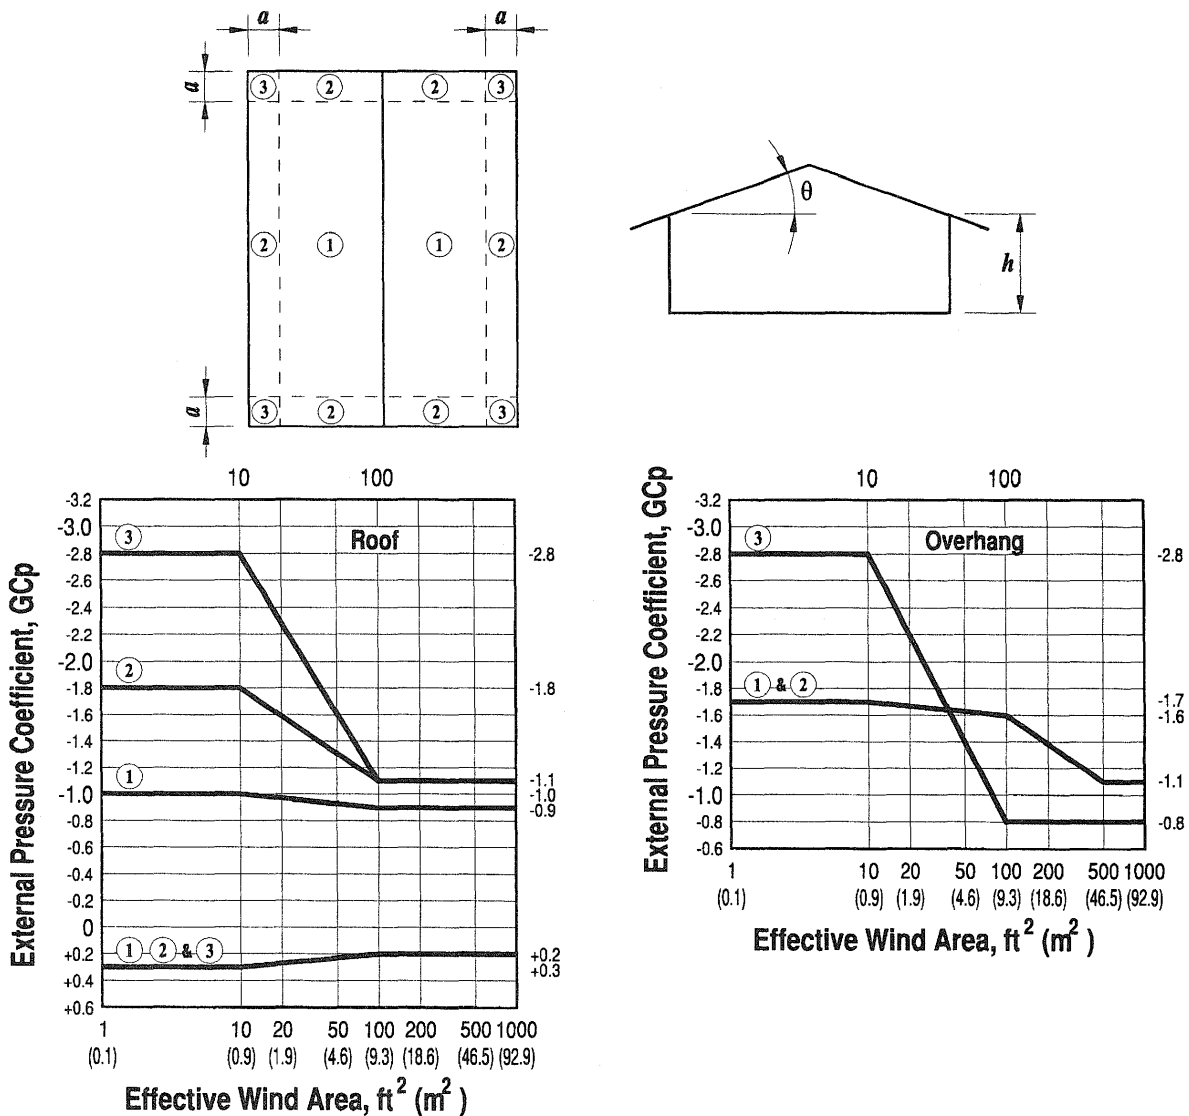 a a
a
3 2 2 3
2 1 1 2
a
3 2 2 3
θ
h
10 100
External Pressure Coefficient, GCp
-3.2
-3.0
-2.8
-2.6
-2.4
-2.2
-2.0
-1.8
-1.6
-1.4
-1.2
-1.0
-0.8
-0.6
-0.4
-0.2
0
+0.2
+0.4
+0.6
Roof
3
2
1
1 2 & 3
-2.8
-1.8
-1.1
-1.0
-0.9
+0.2
+0.3
1 10 20 50 100 200 500 1000
(0.1) (0.9) (1.9) (4.6) (9.3) (18.6) (46.5) (92.9)
Effective Wind Area, ft² (m²)
10 100
External Pressure Coefficient, GCp
-3.2
-3.0
-2.8
-2.6
-2.4
-2.2
-2.0
-1.8
-1.6
-1.4
-1.2
-1.0
-0.8
-0.6
Overhang
3
1 & 2
-2.8
-1.7
-1.6
-1.1
-0.8
1 10 20 50 100 200 500 1000
(0.1) (0.9) (1.9) (4.6) (9.3) (18.6) (46.5) (92.9)
Effective Wind Area, ft² (m²)